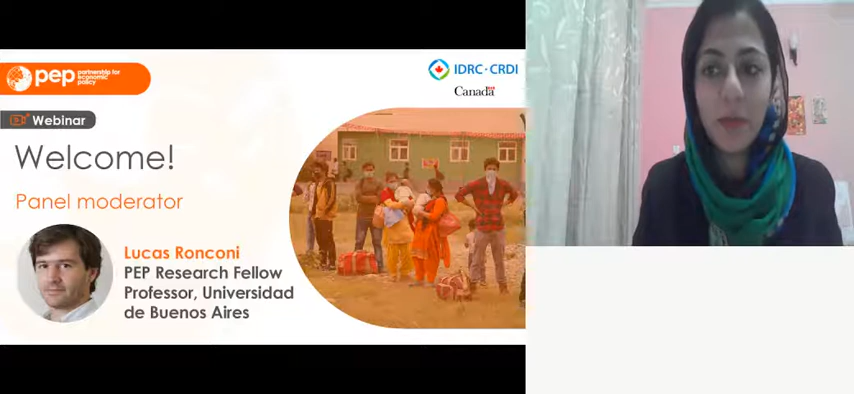 pep partnership for
economic
policy
IDRC · CRDI
Canada
Webinar
Welcome!
Panel moderator
Lucas Ronconi
PEP Research Fellow
Professor, Universidad
de Buenos Aires